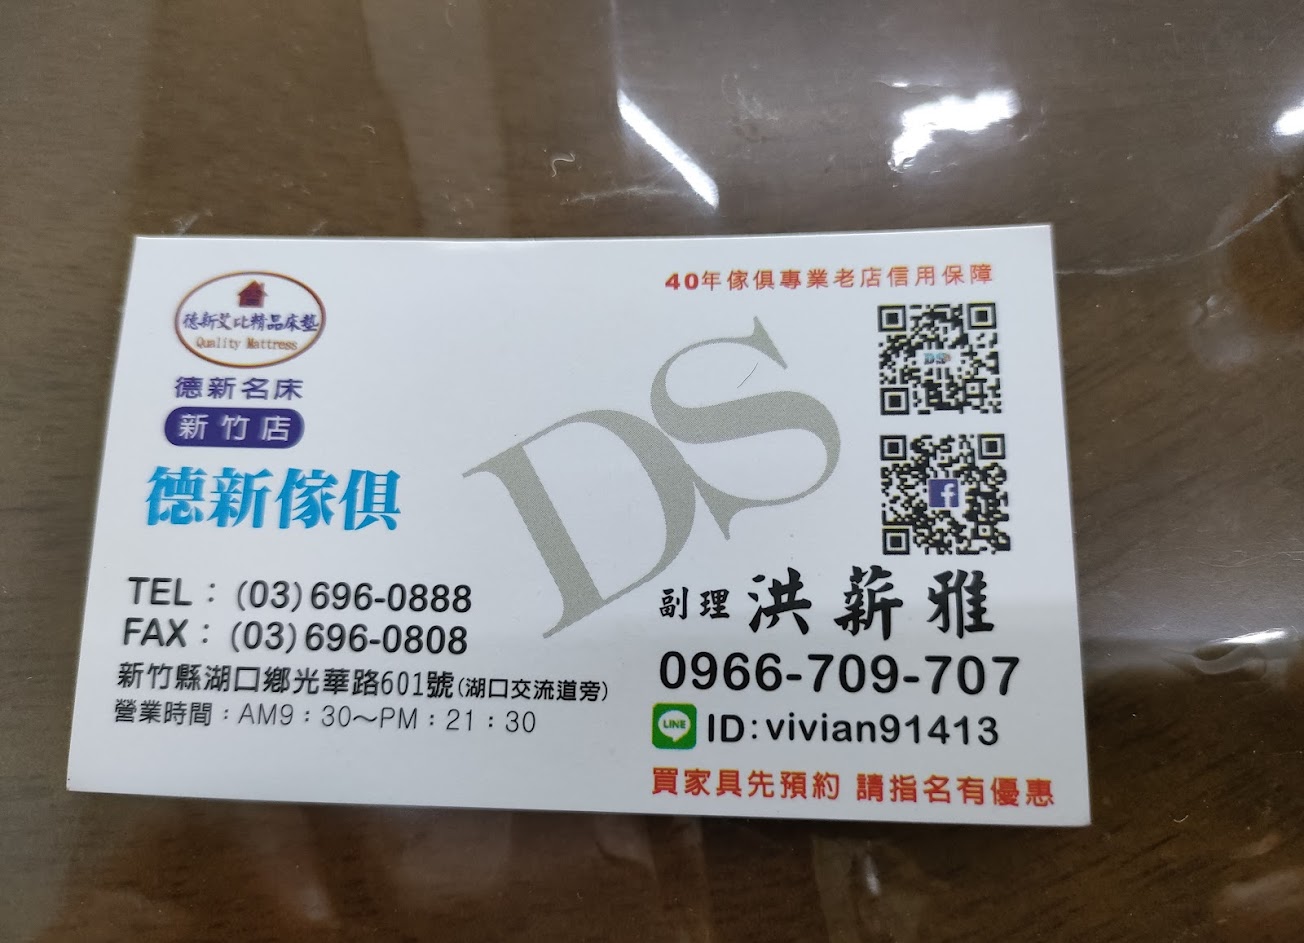 德新艾比精品床墊
Quality Mattress
德新名床
新竹店
德新傢俱
TEL：(03)696-0888
FAX：(03)696-0808
新竹縣湖口鄉光華路601號(湖口交流道旁)
營業時間：AM9：30～PM：21：30
DS
40年傢俱專業老店信用保障
DS
副理 洪薪雅
0966-709-707
LINE ID:vivian91413
買家具先預約 請指名有優惠